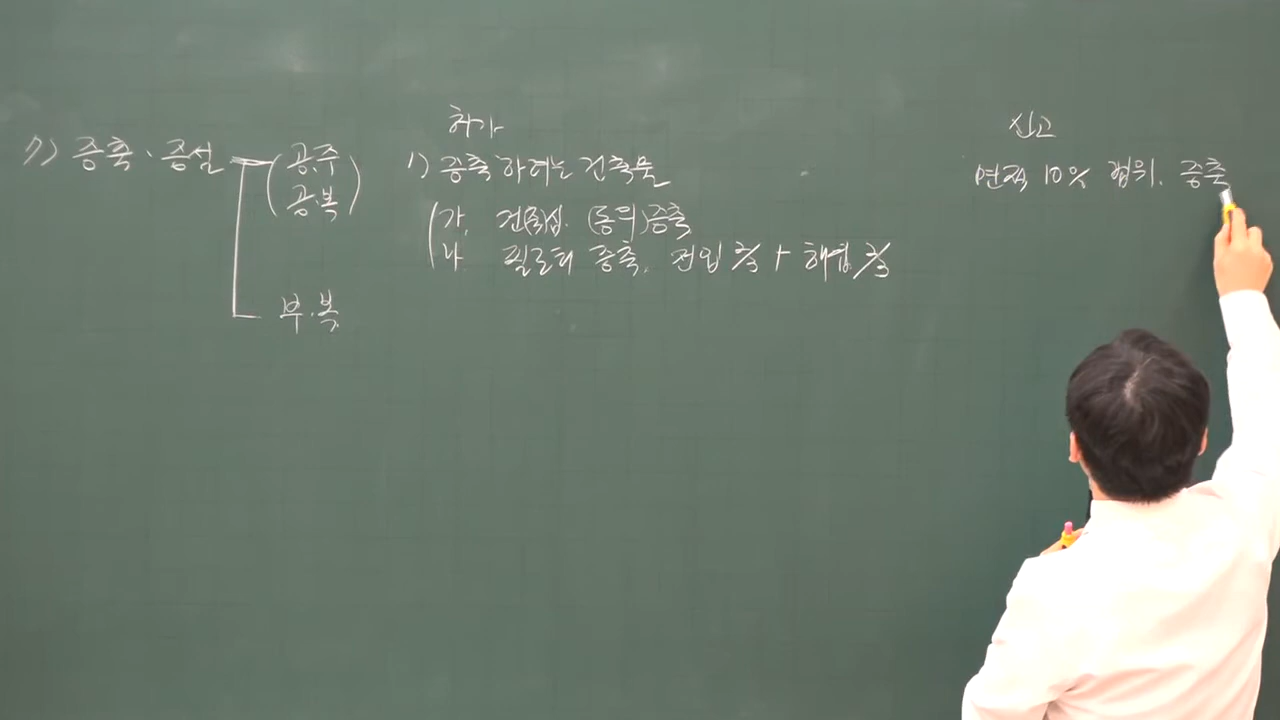 허가
신고
7) 증축·증설
(공.주
공.복)
1) 증축하려는 건축물
면적 10% 범위. 증축
가. 건(축)심. (동의)증축
나. 필로티 증축. 전입 2/3 + 해입 2/3
부.복